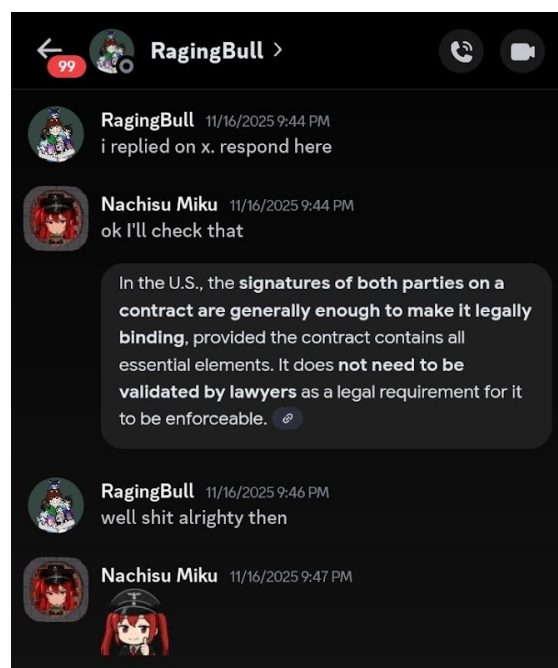 99
RagingBull >
RagingBull 11/16/2025 9:44 PM
i replied on x. respond here
Nachisu Miku 11/16/2025 9:44 PM
ok I'll check that
In the U.S., the signatures of both parties on a
contract are generally enough to make it legally
binding, provided the contract contains all
essential elements. It does not need to be
validated by lawyers as a legal requirement for it
to be enforceable.
RagingBull 11/16/2025 9:46 PM
well shit alrighty then
Nachisu Miku 11/16/2025 9:47 PM